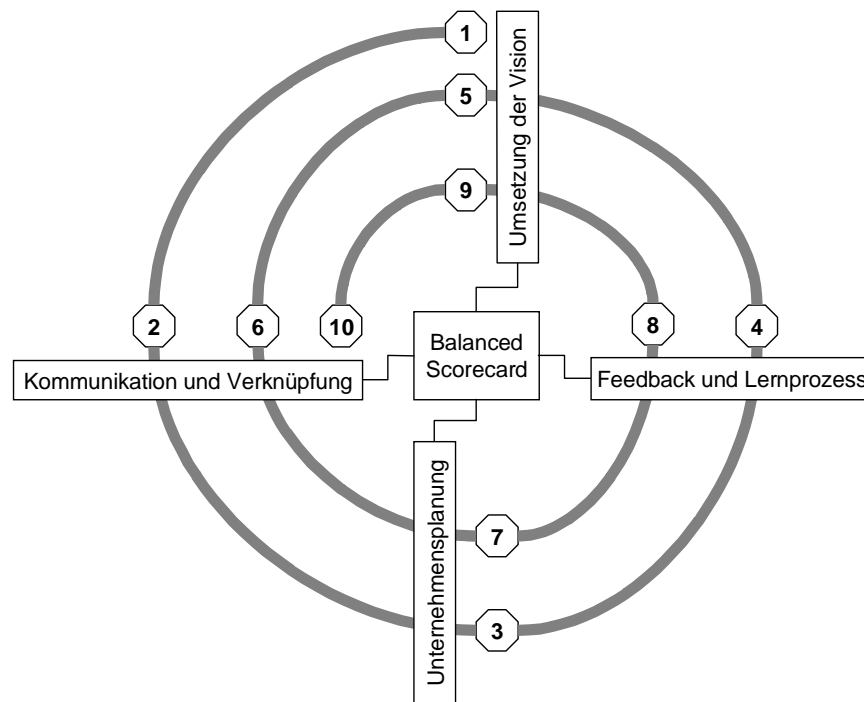 1
Umsetzung der Vision
5
9
2
6
10
8
4
Balanced
Scorecard
Kommunikation und Verknüpfung
Feedback und Lernprozess
Unternehmensplanung
7
3